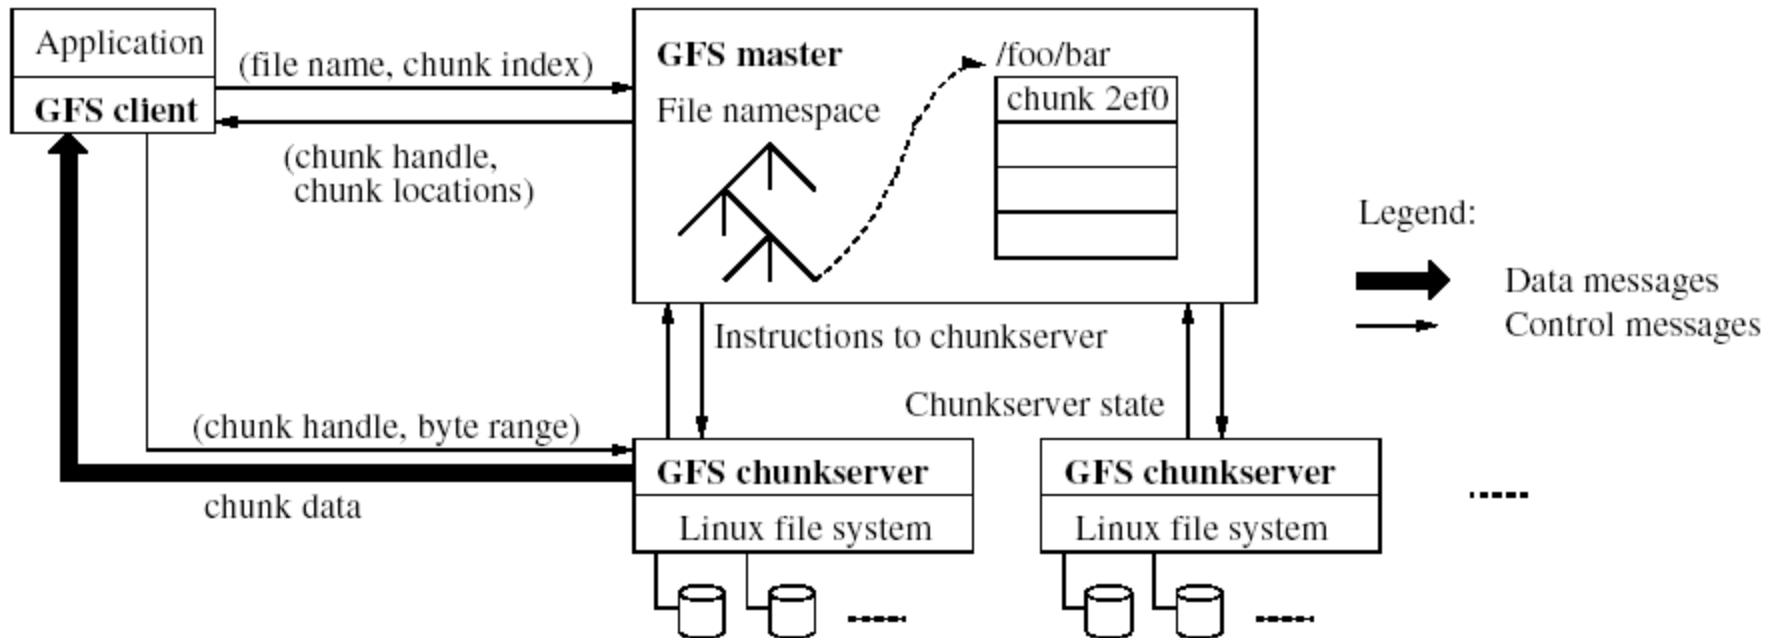 Application
GFS client
(file name, chunk index)
(chunk handle,
chunk locations)
GFS master
File namespace
/foo/bar
chunk 2ef0
Legend:
Data messages
Control messages
Instructions to chunkserver
Chunkserver state
(chunk handle, byte range)
chunk data
GFS chunkserver
Linux file system
GFS chunkserver
Linux file system